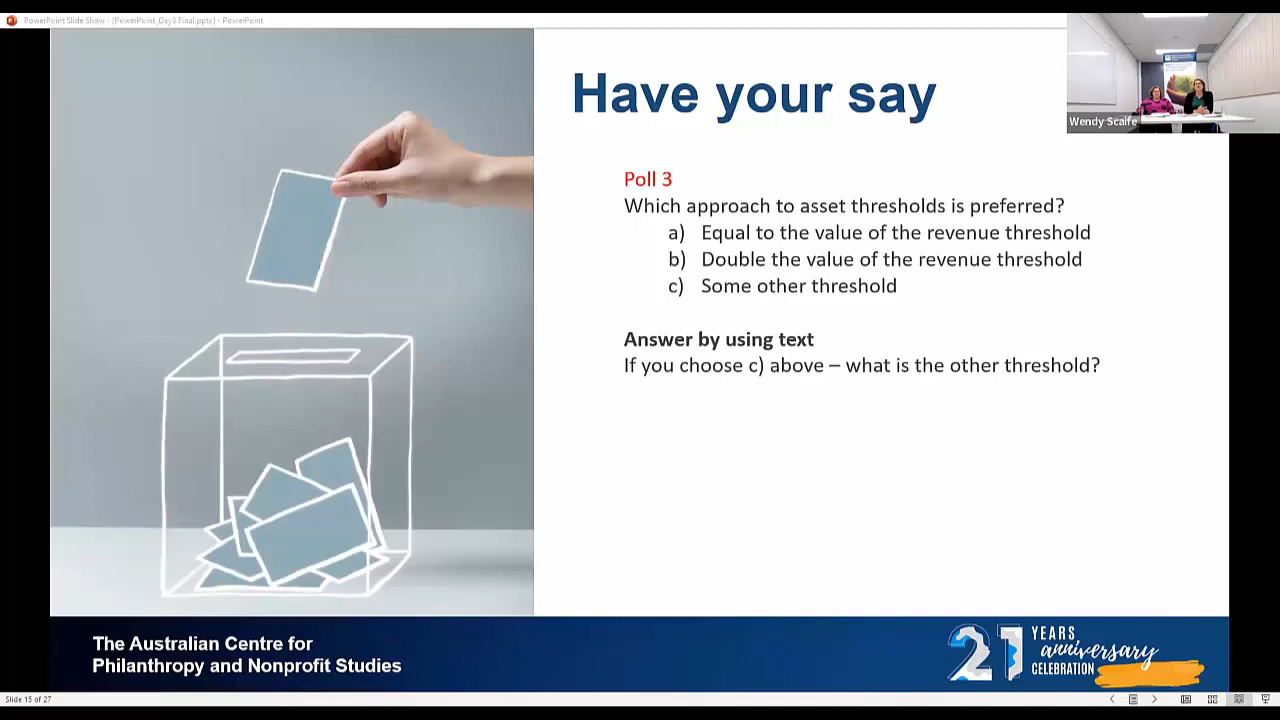 PowerPoint Slide Show - [PowerPoint_Day3 Final.pptx] - PowerPoint
Have your say
Wendy Scaife
Poll 3
Which approach to asset thresholds is preferred?
a) Equal to the value of the revenue threshold
b) Double the value of the revenue threshold
c) Some other threshold
Answer by using text
If you choose c) above – what is the other threshold?
The Australian Centre for
Philanthropy and Nonprofit Studies
21 YEARS
anniversary
CELEBRATION
Slide 15 of 27